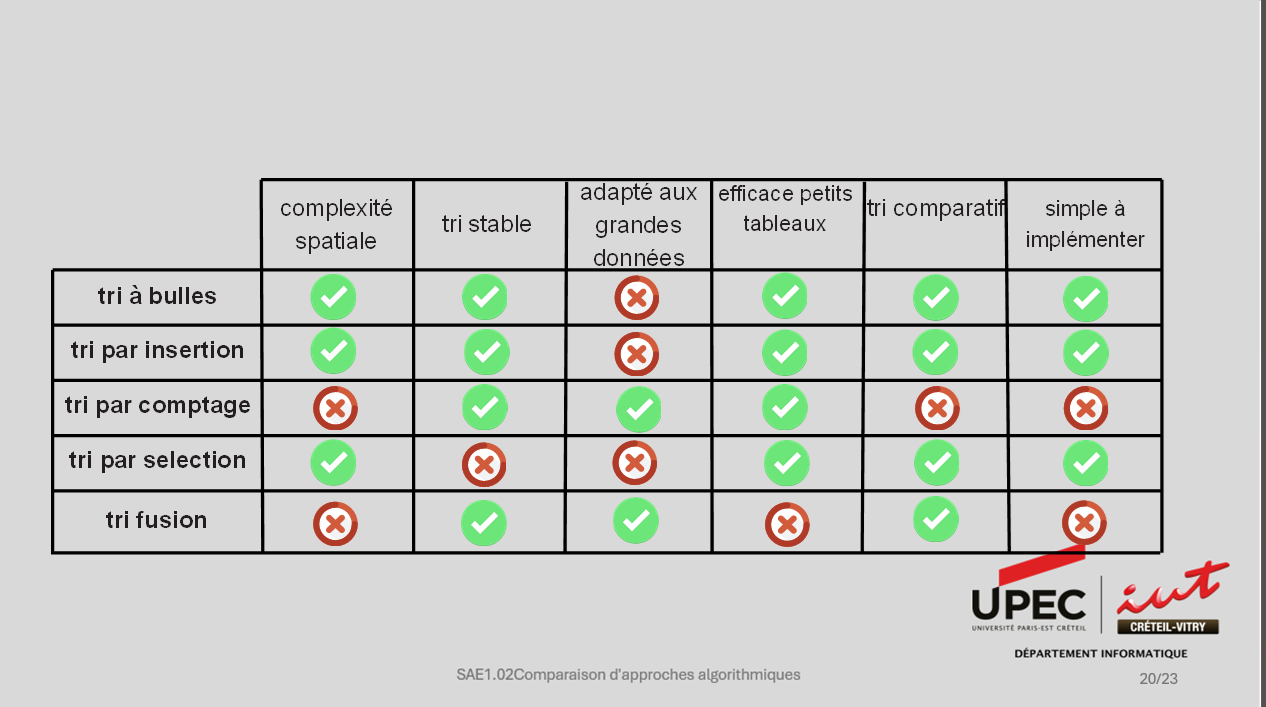 complexité
spatiale
tri stable
adapté aux
grandes
données
efficace petits
tableaux
tri comparatif
simple à
implémenter
tri à bulles
tri par insertion
tri par comptage
tri par selection
tri fusion
UPEC
UNIVERSITÉ PARIS-EST CRÉTEIL
iut
CRÉTEIL-VITRY
DÉPARTEMENT INFORMATIQUE
SAE1.02Comparaison d'approches algorithmiques
20/23